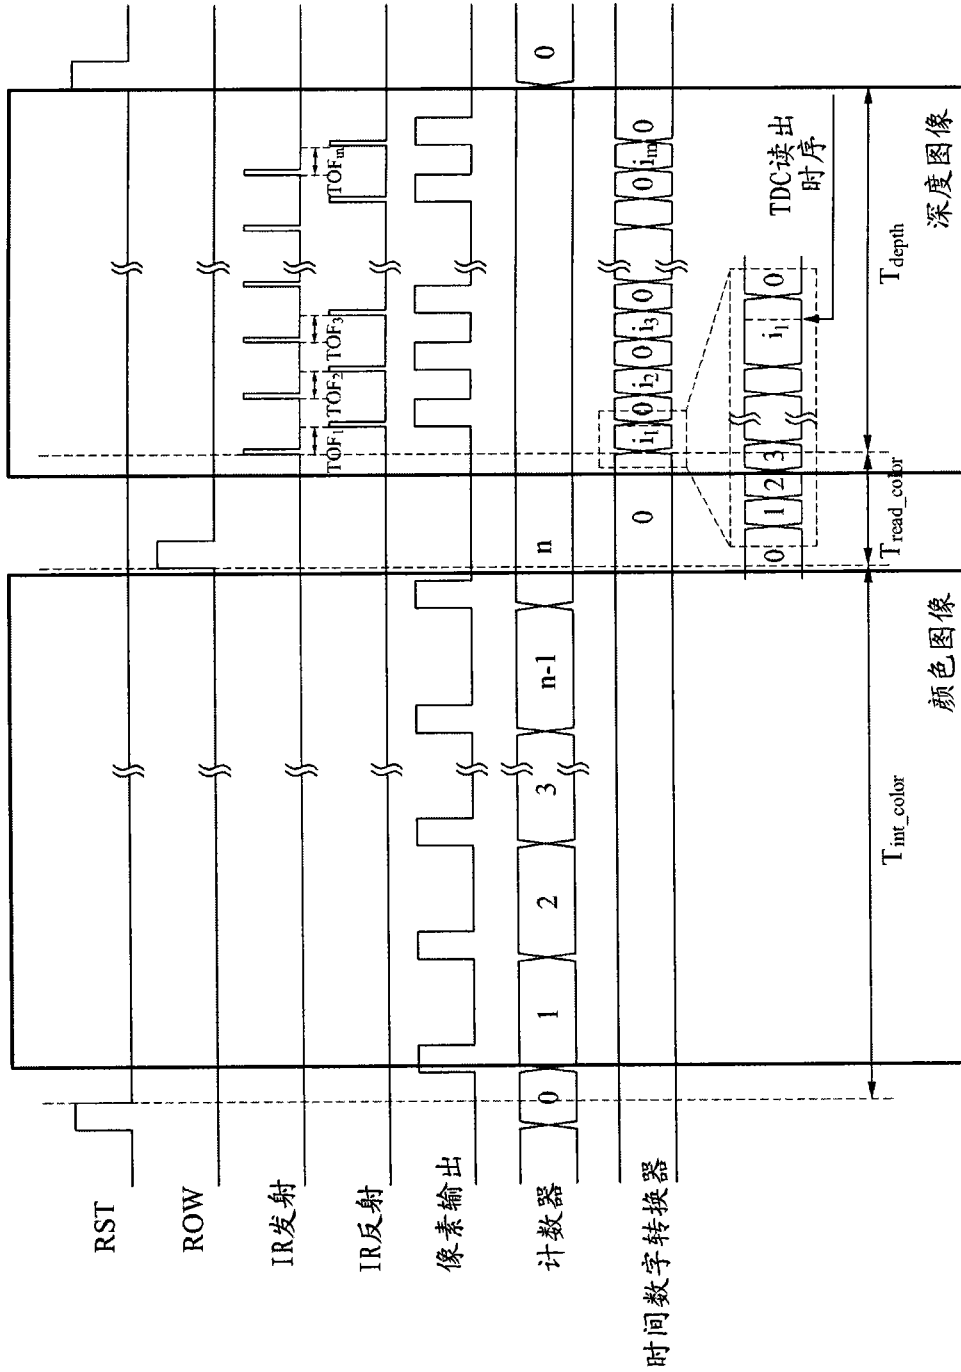 RST
ROW
IR发射
TOF1 TOF2 TOF3 TOFm
IR反射
像素输出
计数器 0 1 2 3 n-1 n 0
时间数字转换器 0 i1 0 i2 0 i3 0 0 im 0
0 1 2 3 i1 0
TDC读出
时序
Tint_color Tread_color Tdepth
颜色图像 深度图像